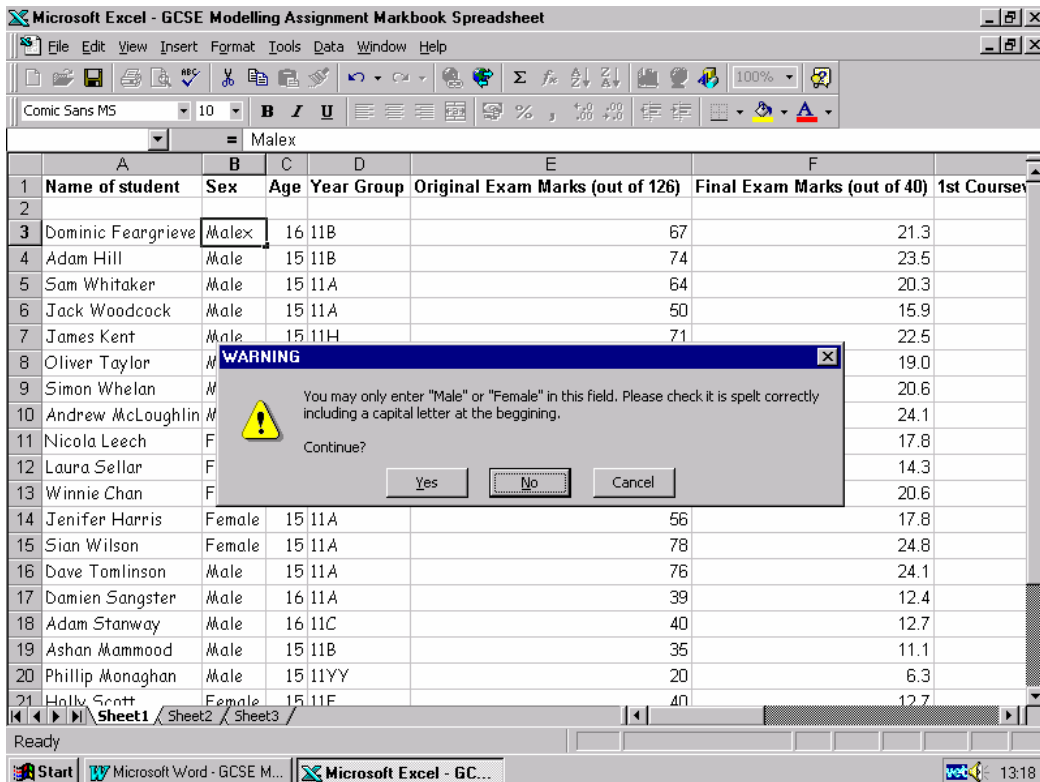 Microsoft Excel - GCSE Modelling Assignment Markbook Spreadsheet
File Edit View Insert Format Tools Data Window Help
100%
Comic Sans MS 10 B I U
= Malex
A B C D E F
1 Name of student Sex Age Year Group Original Exam Marks (out of 126) Final Exam Marks (out of 40) 1st
2
3 Dominic Feargrieve Malex 16 11B 67 21.3
4 Adam Hill Male 15 11B 74 23.5
5 Sam Whitaker Male 15 11A 64 20.3
6 Jack Woodcock Male 15 11A 50 15.9
7 James Kent Male 15 11H 71 22.5
8 Oliver Taylor 19.0
9 Simon Whelan 20.6
10 Andrew McLoughlin 24.1
11 Nicola Leech F 17.8
12 Laura Sellar F 14.3
13 Winnie Chan F 20.6
WARNING
You may only enter "Male" or "Female" in this field. Please check it is spelt correctly
including a capital letter at the beggining.
Continue?
Yes No Cancel
14 Jenifer Harris Female 15 11A 56 17.8
15 Sian Wilson Female 15 11A 78 24.8
16 Dave Tomlinson Male 15 11A 76 24.1
17 Damien Sangster Male 16 11A 39 12.4
18 Adam Stanway Male 16 11C 40 12.7
19 Ashan Mammood Male 15 11B 35 11.1
20 Phillip Monaghan Male 15 11YY 20 6.3
21 Holly Scott Female 15 11E 40 12.7
Sheet1 Sheet2 Sheet3
Ready
Start Microsoft Word - GCSE M... Microsoft Excel - GC... vet 13:18